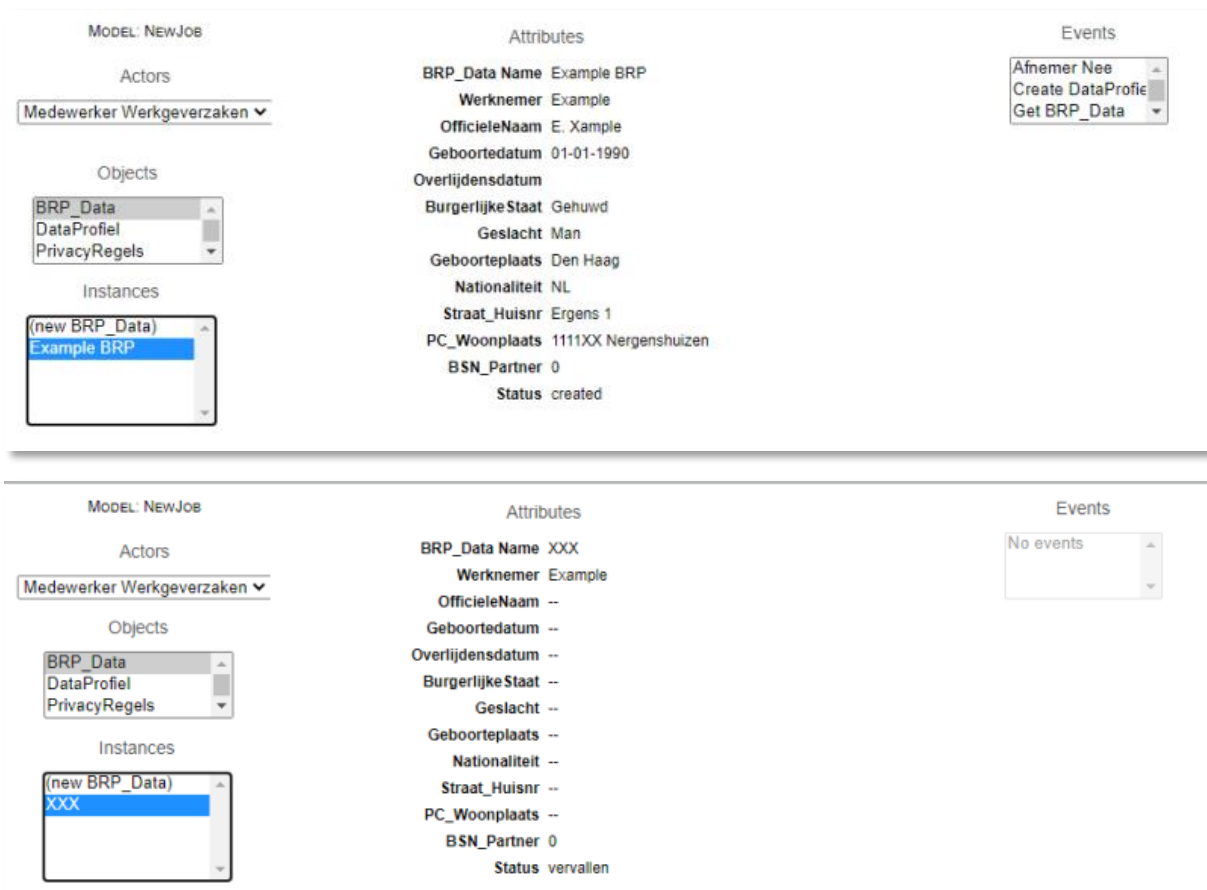 MODEL: NEWJOB
Actors
Medewerker Werkgeverzaken
Objects
BRP_Data
DataProfiel
PrivacyRegels
Instances
(new BRP_Data)
Example BRP
Attributes
BRP_Data Name Example BRP
Werknemer Example
OfficieleNaam E. Xample
Geboortedatum 01-01-1990
Overlijdensdatum
BurgerlijkeStaat Gehuwd
Geslacht Man
Geboorteplaats Den Haag
Nationaliteit NL
Straat_Huisnr Ergens 1
PC_Woonplaats 1111XX Nergenshuizen
BSN_Partner 0
Status created
Events
Afnemer Nee
Create DataProfie
Get BRP_Data
MODEL: NEWJOB
Actors
Medewerker Werkgeverzaken
Objects
BRP_Data
DataProfiel
PrivacyRegels
Instances
(new BRP_Data)
XXX
Attributes
BRP_Data Name XXX
Werknemer Example
OfficieleNaam --
Geboortedatum --
Overlijdensdatum --
BurgerlijkeStaat --
Geslacht --
Geboorteplaats --
Nationaliteit --
Straat_Huisnr --
PC_Woonplaats --
BSN_Partner 0
Status vervallen
Events
No events